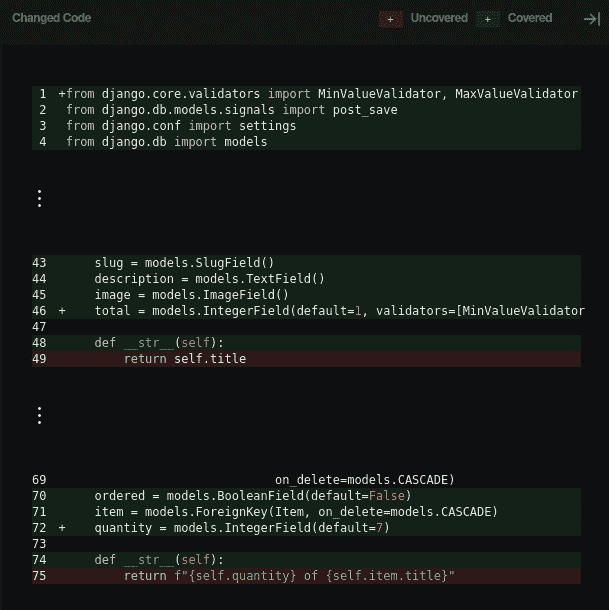 Changed Code + Uncovered + Covered
1 +from django.core.validators import MinValueValidator, MaxValueValidator
2 from django.db.models.signals import post_save
3 from django.conf import settings
4 from django.db import models
43 slug = models.SlugField()
44 description = models.TextField()
45 image = models.ImageField()
46 + total = models.IntegerField(default=1, validators=[MinValueValidator
47
48 def __str__(self):
49 return self.title
69 on_delete=models.CASCADE)
70 ordered = models.BooleanField(default=False)
71 item = models.ForeignKey(Item, on_delete=models.CASCADE)
72 + quantity = models.IntegerField(default=7)
73
74 def __str__(self):
75 return f"{self.quantity} of {self.item.title}"